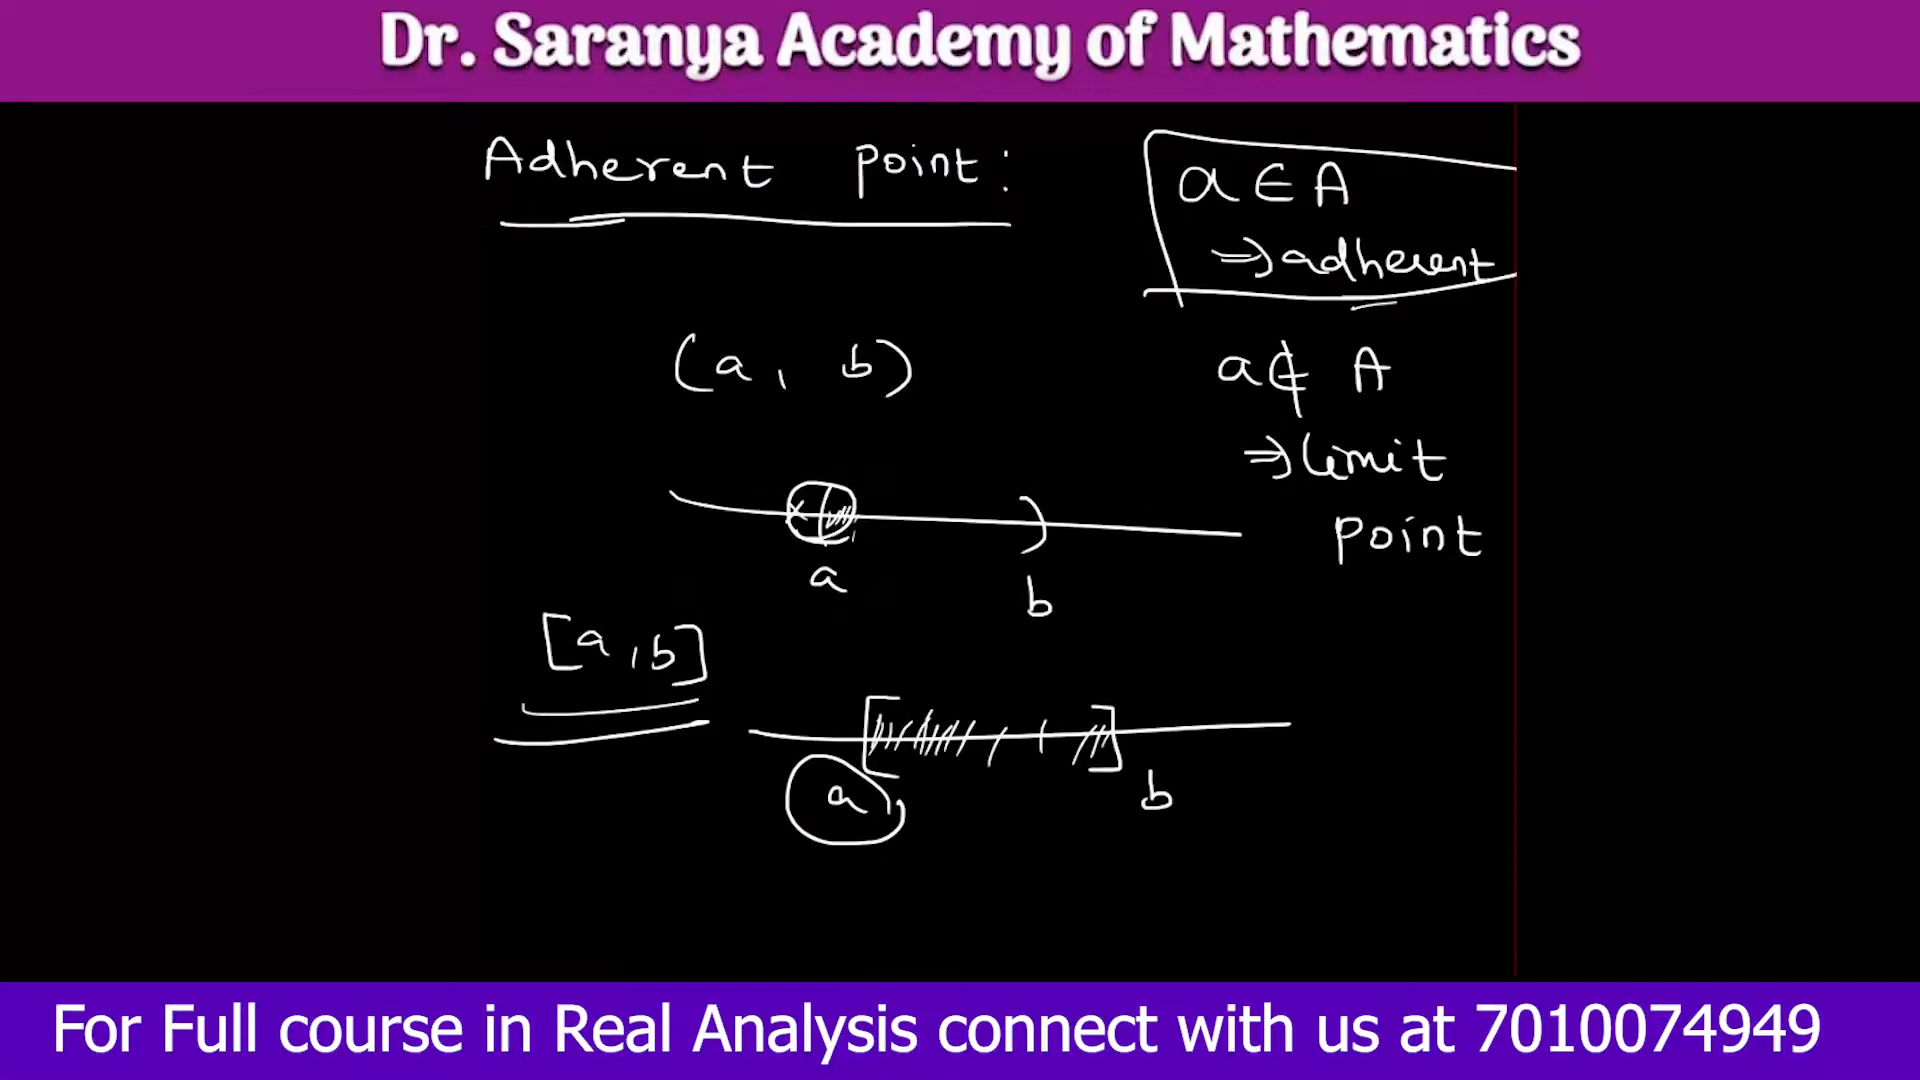 Dr. Saranya Academy of Mathematics
Adherent point:
a ∈ A
⇒ adherent
(a, b)
a ∉ A
⇒ limit
point
a
b
[a, b]
a
b
For Full course in Real Analysis connect with us at 7010074949